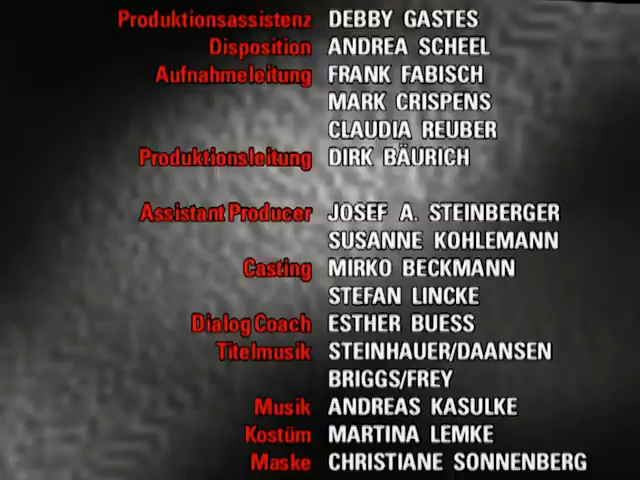 Produktionsassistenz DEBBY GASTES
Disposition ANDREA SCHEEL
Aufnahmeleitung FRANK FABISCH
MARK CRISPENS
CLAUDIA REUBER
Produktionsleitung DIRK BÄURICH
Assistant Producer JOSEF A. STEINBERGER
SUSANNE KOHLEMANN
Casting MIRKO BECKMANN
STEFAN LINCKE
Dialog Coach ESTHER BUESS
Titelmusik STEINHAUER/DAANSEN
BRIGGS/FREY
Musik ANDREAS KASULKE
Kostüm MARTINA LEMKE
Maske CHRISTIANE SONNENBERG